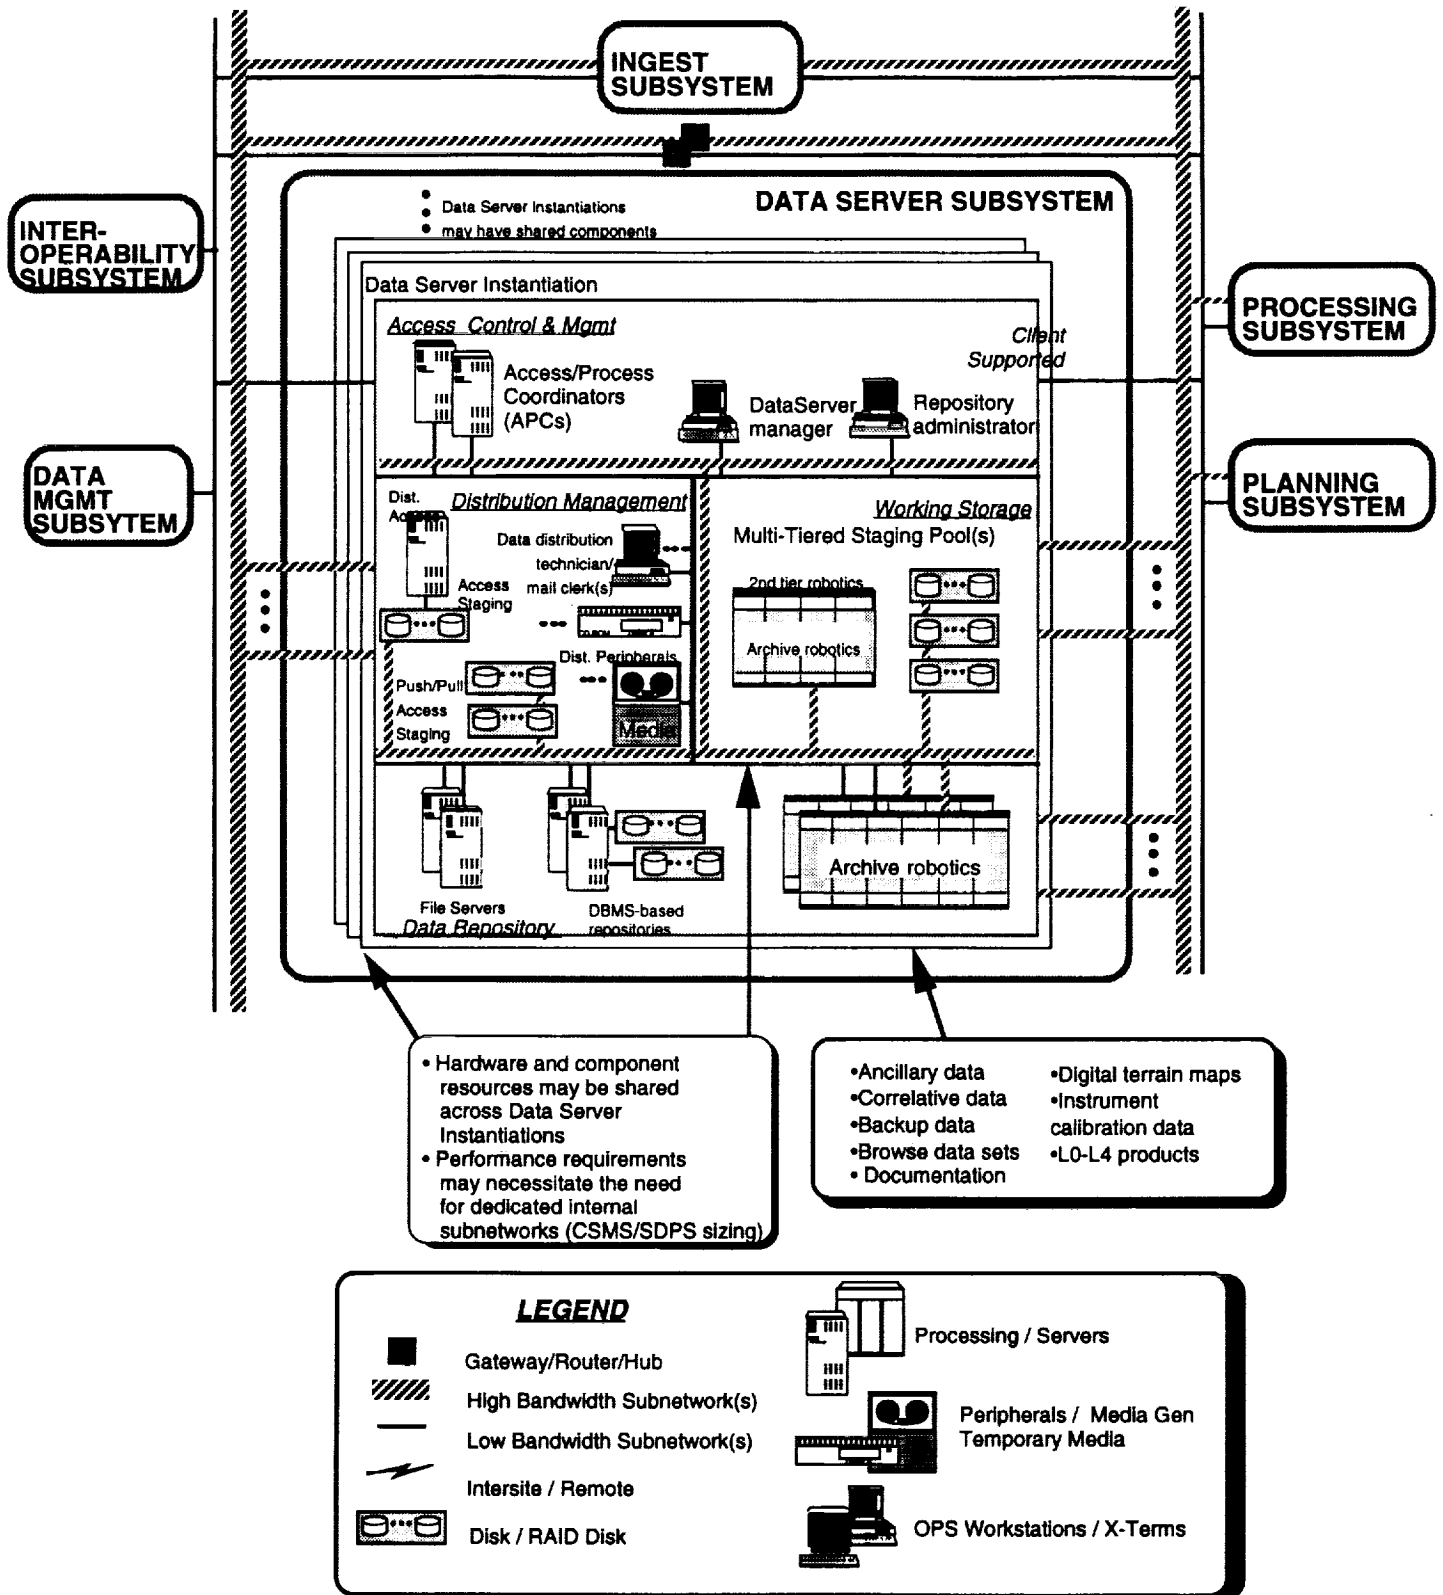 INGEST
SUBSYSTEM
DATA SERVER SUBSYSTEM
• Data Server Instantiations
• may have shared components
INTER-
OPERABILITY
SUBSYSTEM
Data Server Instantiation
PROCESSING
SUBSYSTEM
Access Control & Mgmt
Client
Supported
Access/Process
Coordinators
(APCs)
DataServer
manager
Repository
administrator
DATA
MGMT
SUBSYTEM
PLANNING
SUBSYSTEM
Dist.
Distribution Management
Data distribution
technician/
mail clerk(s)
Access
Staging
CD-ROM
Dist. Peripherals
Push/Pull
Access
Staging
Media
Working Storage
Multi-Tiered Staging Pool(s)
2nd tier robotics
Archive robotics
File Servers
Data Repository
DBMS-based
repositories
Archive robotics
• Hardware and component
resources may be shared
across Data Server
Instantiations
• Performance requirements
may necessitate the need
for dedicated internal
subnetworks (CSMS/SDPS sizing)
•Ancillary data
•Correlative data
•Backup data
•Browse data sets
• Documentation
•Digital terrain maps
•Instrument
calibration data
•L0-L4 products
LEGEND
Gateway/Router/Hub
High Bandwidth Subnetwork(s)
Low Bandwidth Subnetwork(s)
Intersite / Remote
Disk / RAID Disk
Processing / Servers
Peripherals / Media Gen
Temporary Media
OPS Workstations / X-Terms